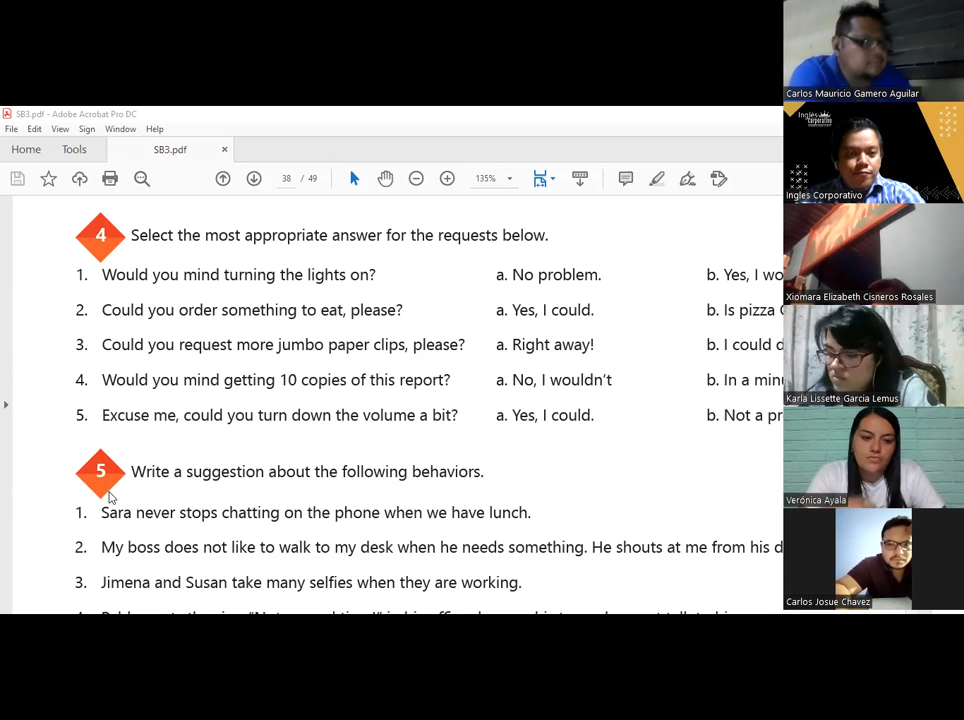 SB3.pdf - Adobe Acrobat Pro DC
File Edit View Sign Window Help
Home Tools SB3.pdf ×
38 / 49 135%
4 Select the most appropriate answer for the requests below.
1. Would you mind turning the lights on? a. No problem. b. Yes, I wo
2. Could you order something to eat, please? a. Yes, I could. b. Is pizza
3. Could you request more jumbo paper clips, please? a. Right away! b. I could d
4. Would you mind getting 10 copies of this report? a. No, I wouldn't b. In a minu
5. Excuse me, could you turn down the volume a bit? a. Yes, I could. b. Not a pr
5 Write a suggestion about the following behaviors.
1. Sara never stops chatting on the phone when we have lunch.
2. My boss does not like to walk to my desk when he needs something. He shouts at me from his d
3. Jimena and Susan take many selfies when they are working.
Carlos Mauricio Gamero Aguilar
Inglés
corporativo
Ingles Corporativo
Xiomara Elizabeth Cisneros Rosales
Karla Lissette Garcia Lemus
Verónica Ayala
Carlos Josue Chavez